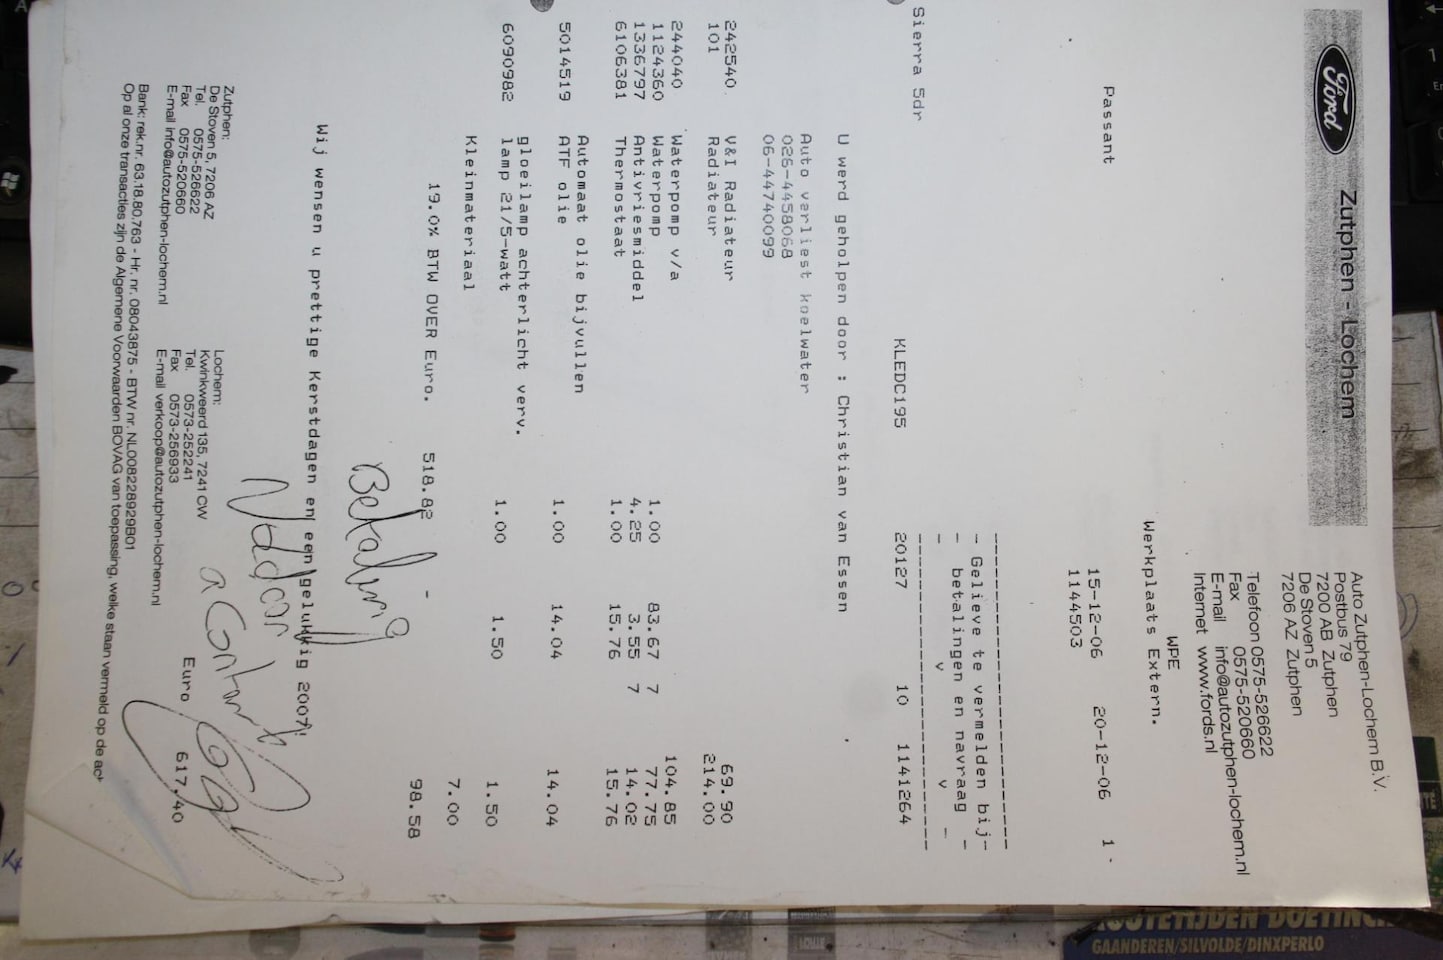 Ford
Zutphen - Lochem
Auto Zutphen-Lochem B.V.
Postbus 79
7200 AB Zutphen
De Stoven 5
7206 AZ Zutphen
Telefoon 0575-526622
Fax 0575-520660
E-mail info@autozutphen-lochem.nl
Internet www.fords.nl
WPE
Werkplaats Extern.
Passant 15-12-06 20-12-06 1
1144503
- Gelieve te vermelden bij-
- betalingen en navraag -
- v v -
Sierra 5dr KLEDC195 20127 10 1141264
U werd geholpen door : Christian van Essen
Auto verliest koelwater
026-4458068
06-44740099
242540 V&I Radiateur 69.90
101 Radiateur 214.00
244040 Waterpomp v/a 104.85
1124360 Waterpomp 1.00 83.67 7 77.75
1336797 Antivriesmiddel 4.25 3.55 7 14.02
6106381 Thermostaat 1.00 15.76 15.76
Automaat olie bijvullen
5014519 ATF olie 1.00 14.04 14.04
gloeilamp achterlicht verv.
6090982 lamp 21/5-watt 1.00 1.50 1.50
Kleinmateriaal 7.00
19.0% BTW OVER Euro. 518.82 - 98.58
Betaling
Wij wensen u prettige Kerstdagen en een gelukkig 2007!
Euro 617.40
Zutphen:
De Stoven 5, 7206 AZ
Tel. 0575-526622
Fax 0575-520660
E-mail info@autozutphen-lochem.nl
Lochem:
Kwinkweerd 135, 7241 CW
Tel. 0573-252241
Fax 0573-256933
E-mail verkoop@autozutphen-lochem.nl
Bank: rek.nr. 63.18.80.763 - Hr. nr. 08043875 - BTW nr. NL008228929B01
Op al onze transacties zijn de Algemene Voorwaarden BOVAG van toepassing, welke staan vermeld op de
GAANDEREN/SILVOLDE/DINXPERLO